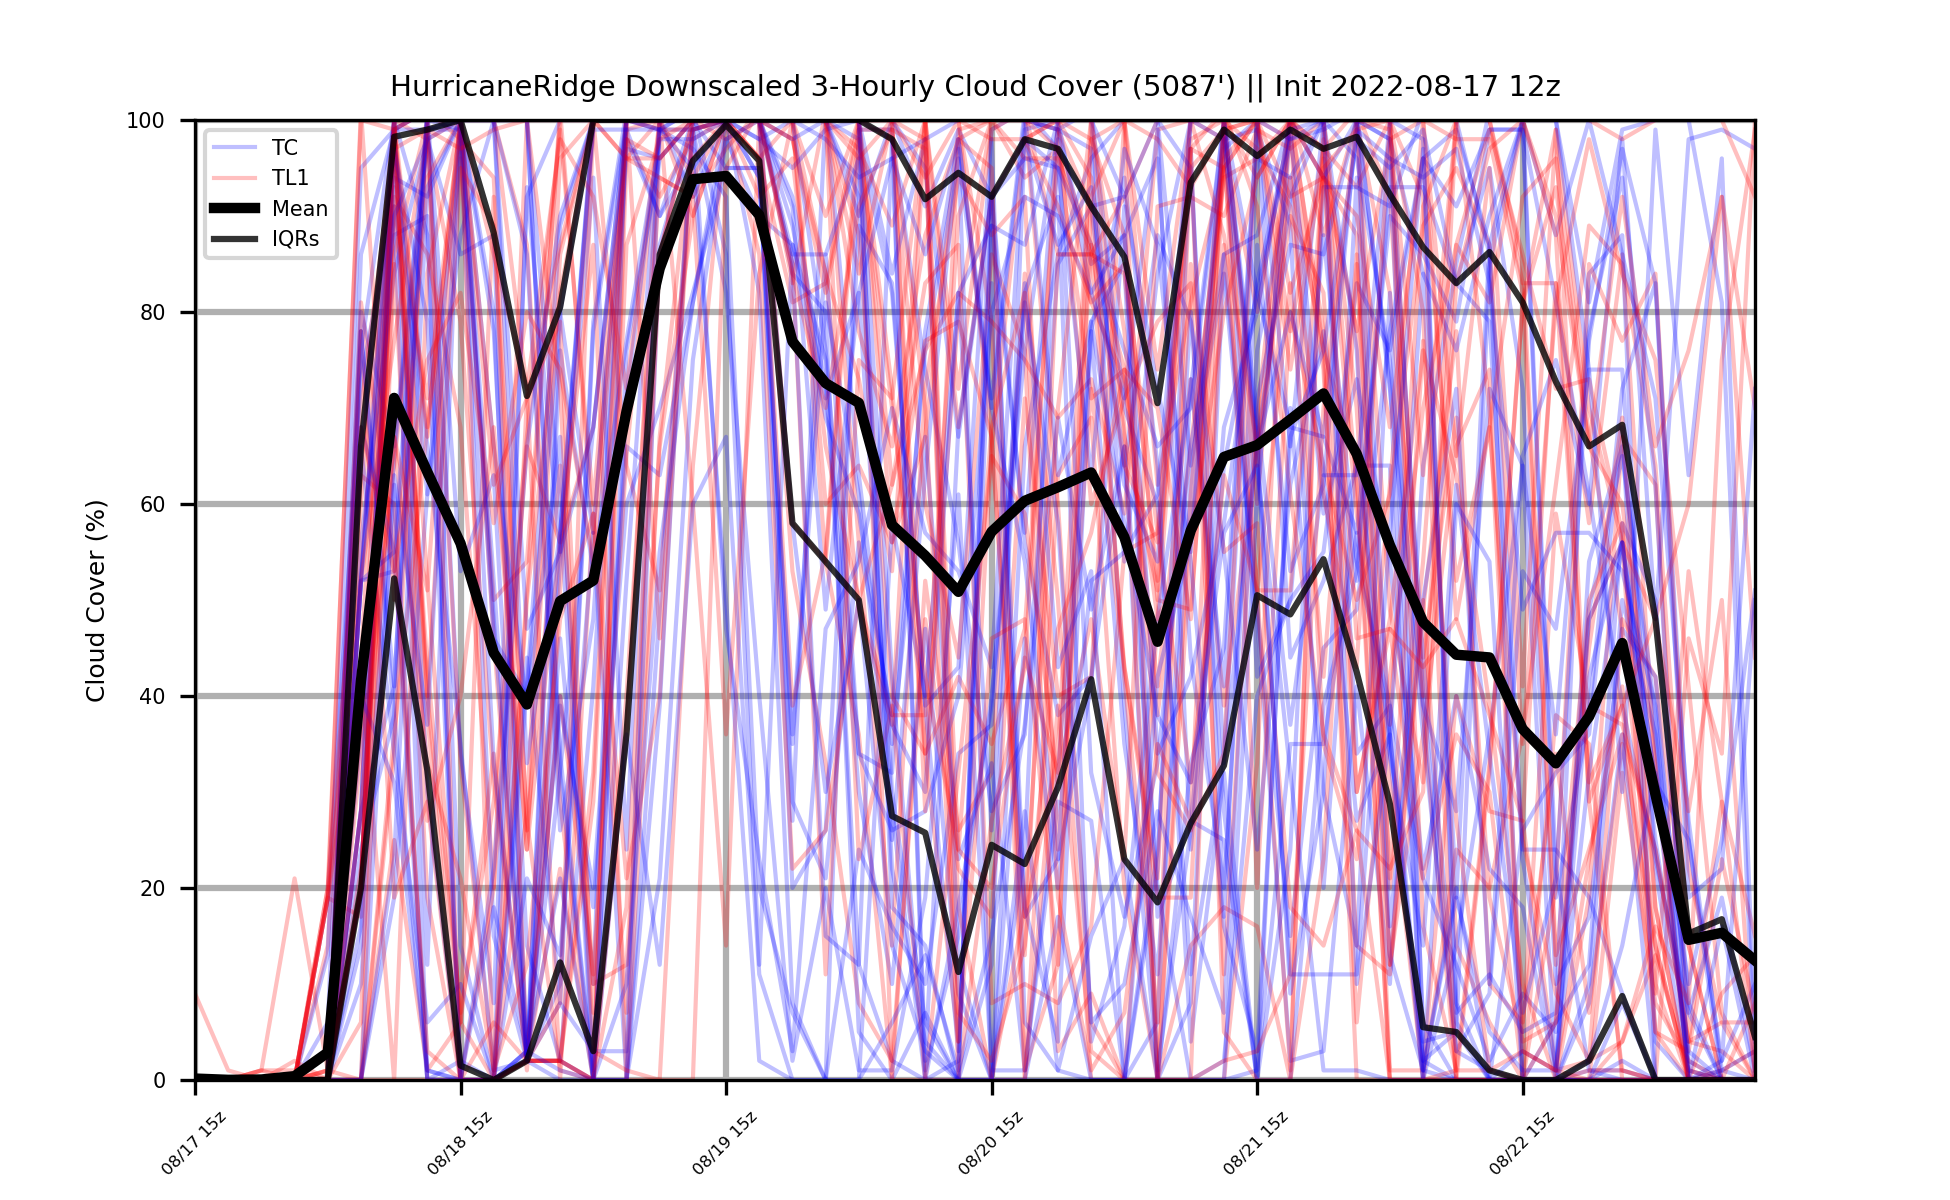 HurricaneRidge Downscaled 3-Hourly Cloud Cover (5087') || Init 2022-08-17 12z
TC
TL1
Mean
IQRs
Cloud Cover (%)
100
80
60
40
20
0
08/17 15z
08/18 15z
08/19 15z
08/20 15z
08/21 15z
08/22 15z